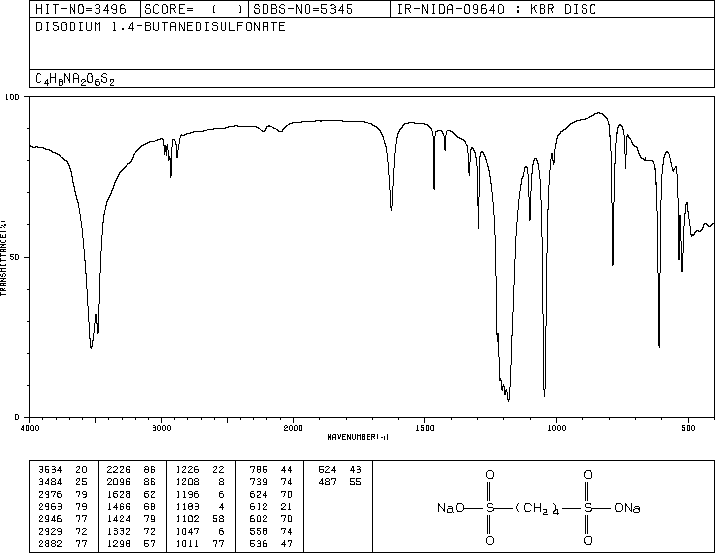 HIT-NO=3496 SCORE= ( ) SDBS-NO=5345 IR-NIDA-09640 : KBR DISC
DISODIUM 1,4-BUTANEDISULFONATE
C4H8NA2O6S2
100
50
0
TRANSMITTANCE(%)
4000 3000 2000 1500 1000 500
WAVENUMBER(-1)
3534 20 2226 86 1226 22 786 44 524 43
3484 25 2096 86 1208 8 739 74 487 55
2976 79 1628 62 1196 6 624 70
2963 79 1466 68 1183 4 612 21
2946 77 1424 79 1102 58 602 70
2929 72 1332 72 1047 6 558 74
2882 77 1298 57 1011 77 536 47
O O
NaO S (CH2)4 S ONa
O O